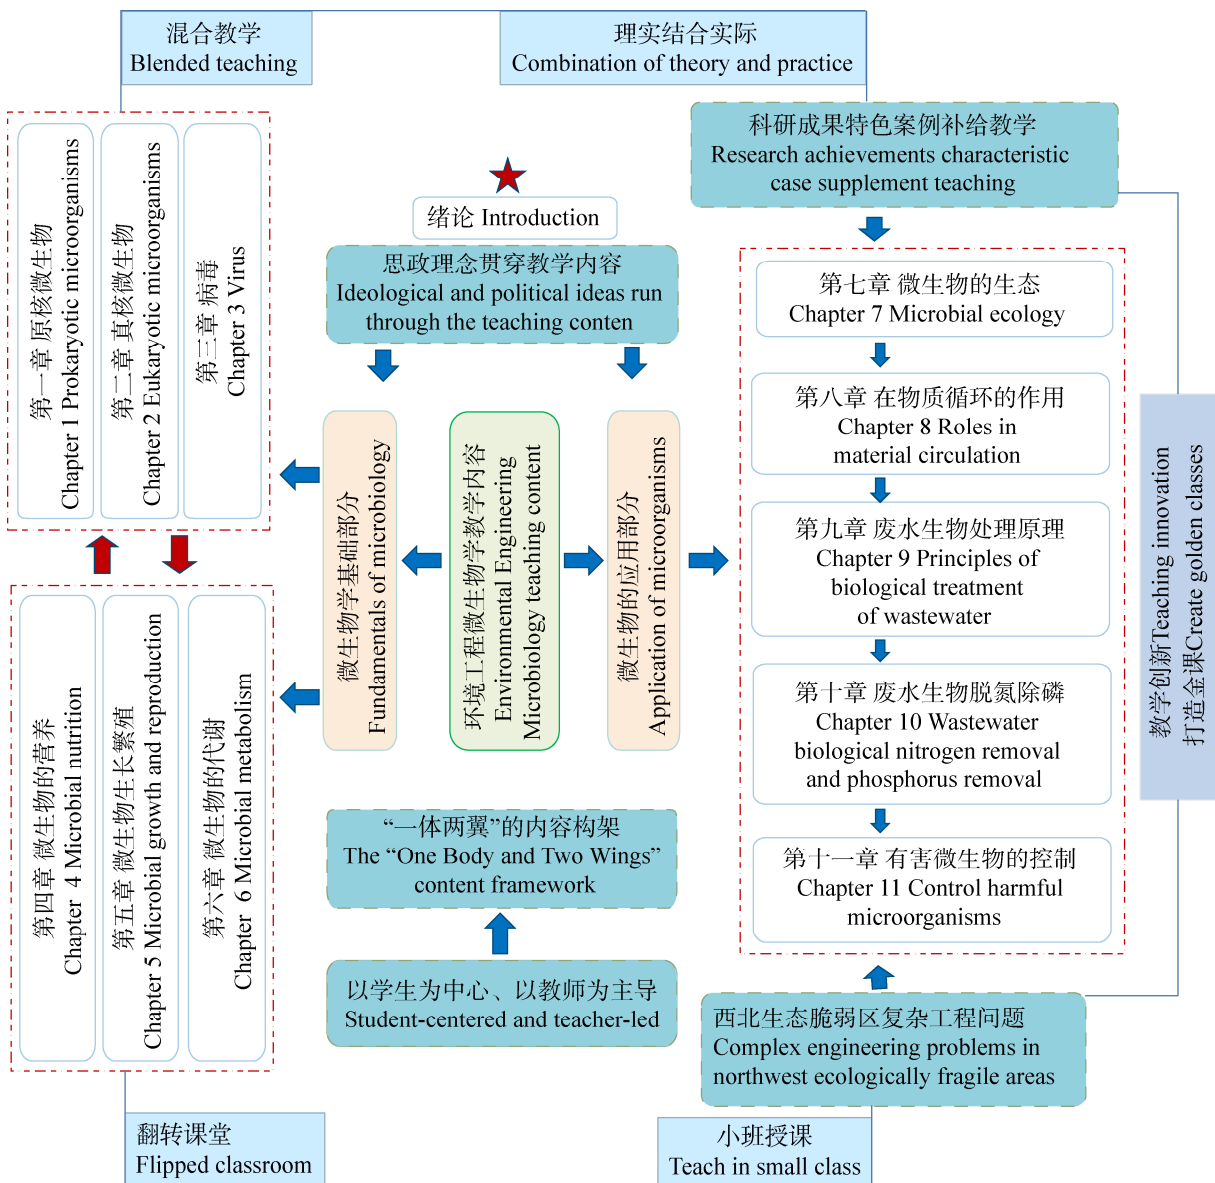 混合教学
Blended teaching
理实结合实际
Combination of theory and practice
第一章 原核微生物
Chapter 1 Prokaryotic microorganisms
第二章 真核微生物
Chapter 2 Eukaryotic microorganisms
第三章 病毒
Chapter 3 Virus
绪论 Introduction
思政理念贯穿教学内容
Ideological and political ideas run
through the teaching conten
科研成果特色案例补给教学
Research achievements characteristic
case supplement teaching
第七章 微生物的生态
Chapter 7 Microbial ecology
第八章 在物质循环的作用
Chapter 8 Roles in
material circulation
第九章 废水生物处理原理
Chapter 9 Principles of
biological treatment
of wastewater
第十章 废水生物脱氮除磷
Chapter 10 Wastewater
biological nitrogen removal
and phosphorus removal
第十一章 有害微生物的控制
Chapter 11 Control harmful
microorganisms
微生物学基础部分
Fundamentals of microbiology
环境工程微生物学教学内容
Environmental Engineering
Microbiology teaching content
微生物的应用部分
Application of microorganisms
教学创新Teaching innovation
打造金课Create golden classes
第四章 微生物的营养
Chapter 4 Microbial nutrition
第五章 微生物生长繁殖
Chapter 5 Microbial growth and reproduction
第六章 微生物的代谢
Chapter 6 Microbial metabolism
“一体两翼”的内容构架
The “One Body and Two Wings”
content framework
以学生为中心、以教师为主导
Student-centered and teacher-led
西北生态脆弱区复杂工程问题
Complex engineering problems in
northwest ecologically fragile areas
翻转课堂
Flipped classroom
小班授课
Teach in small class